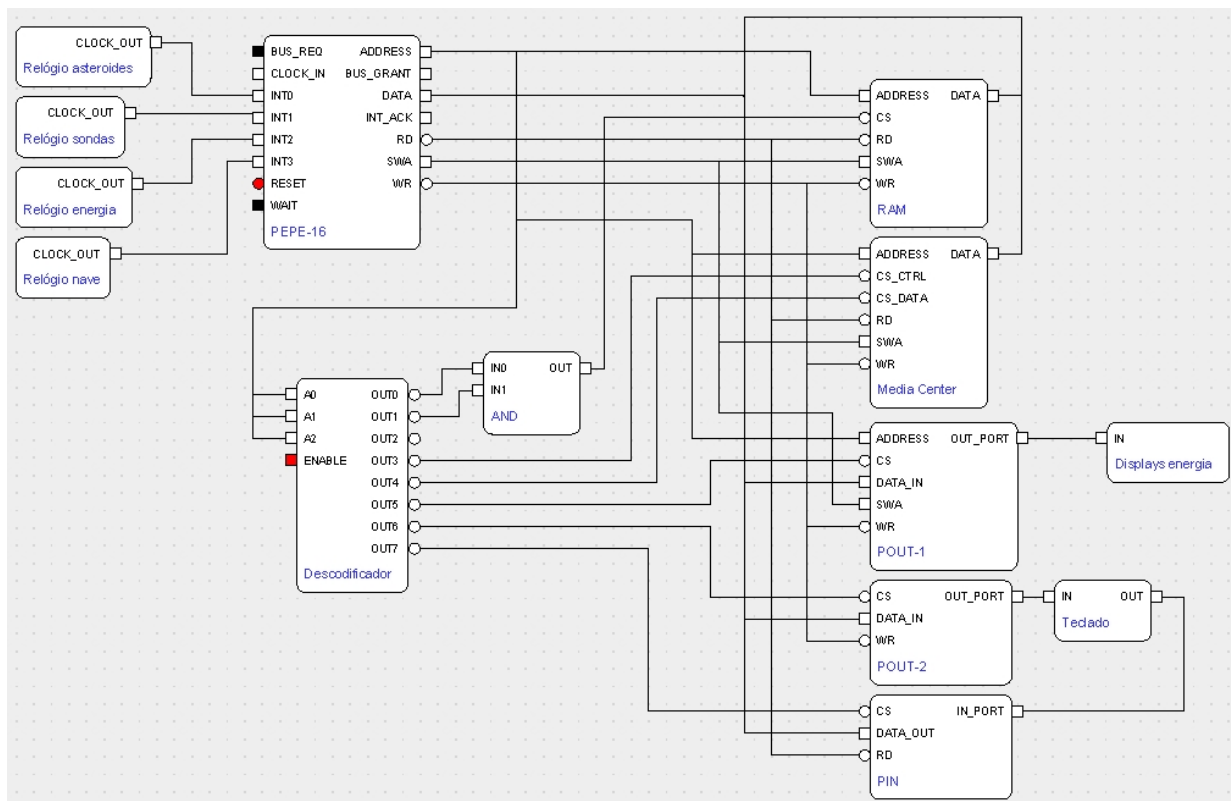 CLOCK_OUT
Relógio asteroides
CLOCK_OUT
Relógio sondas
CLOCK_OUT
Relógio energia
CLOCK_OUT
Relógio nave
BUS_REQ ADDRESS
CLOCK_IN BUS_GRANT
INT0 DATA
INT1 INT_ACK
INT2 RD
INT3 SWA
RESET WR
WAIT
PEPE-16
ADDRESS DATA
CS
RD
SWA
WR
RAM
ADDRESS DATA
CS_CTRL
CS_DATA
RD
SWA
WR
Media Center
IN0 OUT
IN1
AND
A0 OUT0
A1 OUT1
A2 OUT2
ENABLE OUT3
OUT4
OUT5
OUT6
OUT7
Descodificador
ADDRESS OUT_PORT
CS
DATA_IN
SWA
WR
POUT-1
IN
Displays energia
CS OUT_PORT
DATA_IN
WR
POUT-2
IN OUT
Teclado
CS IN_PORT
DATA_OUT
RD
PIN